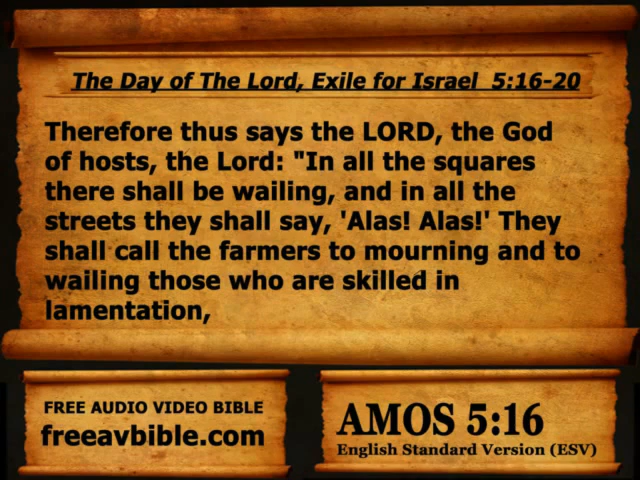 The Day of The Lord, Exile for Israel  5:16-20
Therefore thus says the LORD, the God
of hosts, the Lord: "In all the squares
there shall be wailing, and in all the
streets they shall say, 'Alas! Alas!' They
shall call the farmers to mourning and to
wailing those who are skilled in
lamentation,
FREE AUDIO VIDEO BIBLE
freeavbible.com
AMOS 5:16
English Standard Version (ESV)